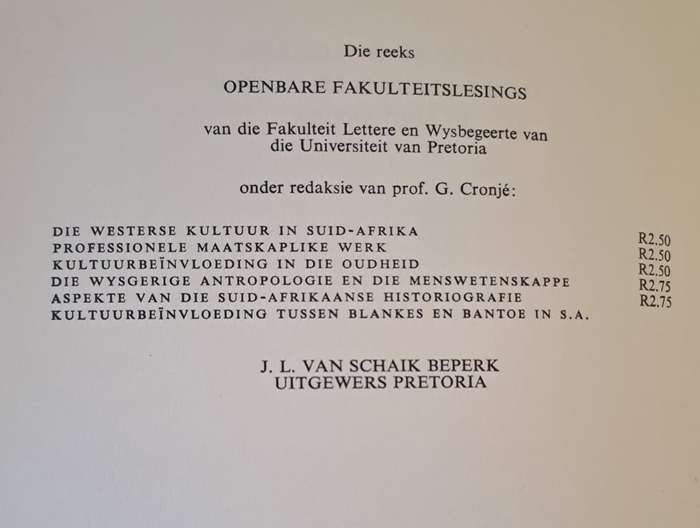 Die reeks
OPENBARE FAKULTEITSLESINGS
van die Fakulteit Lettere en Wysbegeerte van
die Universiteit van Pretoria
onder redaksie van prof. G. Cronjé:
DIE WESTERSE KULTUUR IN SUID-AFRIKA R2.50
PROFESSIONELE MAATSKAPLIKE WERK R2.50
KULTUURBEÏNVLOEDING IN DIE OUDHEID R2.50
DIE WYSGERIGE ANTROPOLOGIE EN DIE MENSWETENSKAPPE R2.75
ASPEKTE VAN DIE SUID-AFRIKAANSE HISTORIOGRAFIE R2.75
KULTUURBEÏNVLOEDING TUSSEN BLANKES EN BANTOE IN S.A.
J. L. VAN SCHAIK BEPERK
UITGEWERS PRETORIA